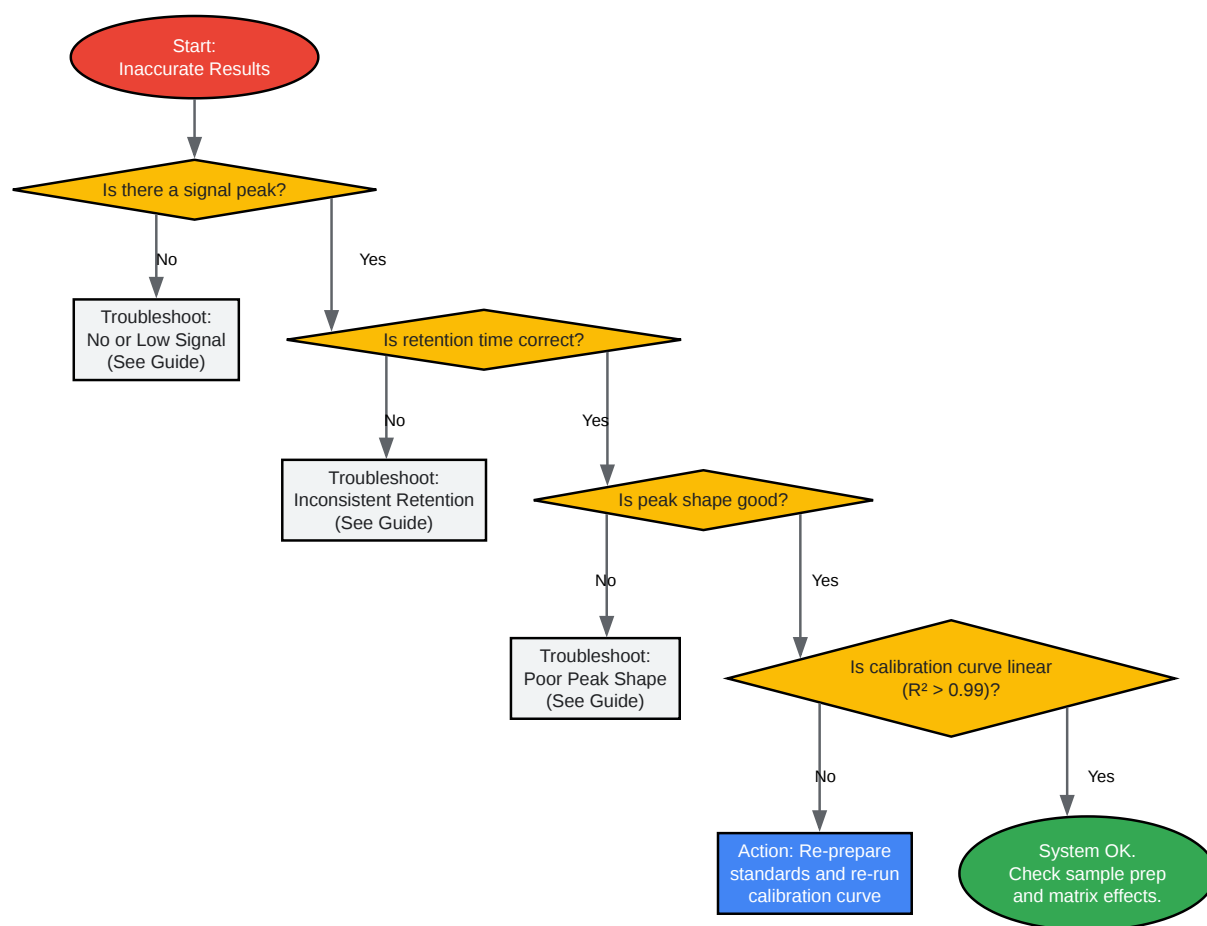 Start:
Inaccurate Results
Is there a signal peak?
No
Yes
Troubleshoot:
No or Low Signal
(See Guide)
Is retention time correct?
No
Yes
Troubleshoot:
Inconsistent Retention
(See Guide)
Is peak shape good?
No
Yes
Troubleshoot:
Poor Peak Shape
(See Guide)
Is calibration curve linear
(R² > 0.99)?
No
Yes
Action: Re-prepare
standards and re-run
calibration curve
System OK.
Check sample prep
and matrix effects.